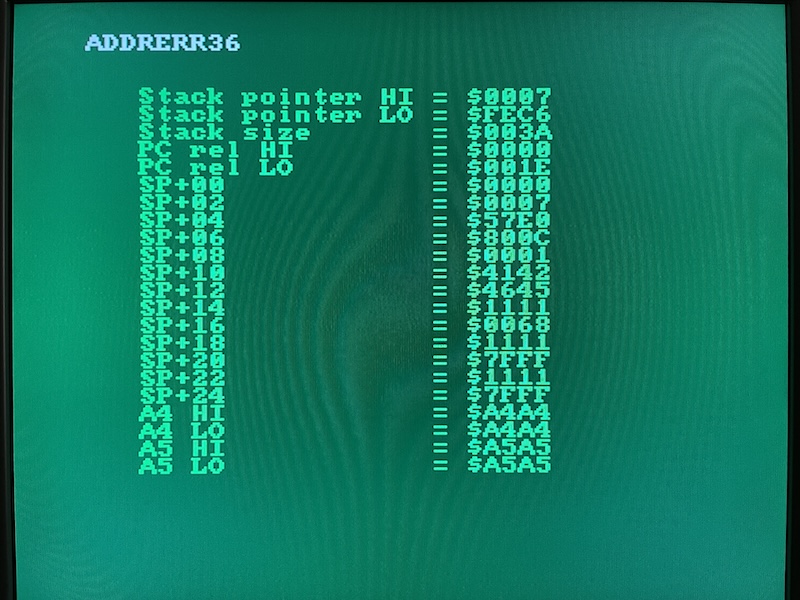 ADDRERR36
Stack pointer HI = $0007
Stack pointer LO = $FEC6
Stack size = $003A
PC rel HI = $0000
PC rel LO = $001E
SP+00 = $0000
SP+02 = $0007
SP+04 = $57E0
SP+06 = $800C
SP+08 = $0001
SP+10 = $4142
SP+12 = $4645
SP+14 = $1111
SP+16 = $0068
SP+18 = $1111
SP+20 = $7FFF
SP+22 = $1111
SP+24 = $7FFF
A4 HI = $A4A4
A4 LO = $A4A4
A5 HI = $A5A5
A5 LO = $A5A5